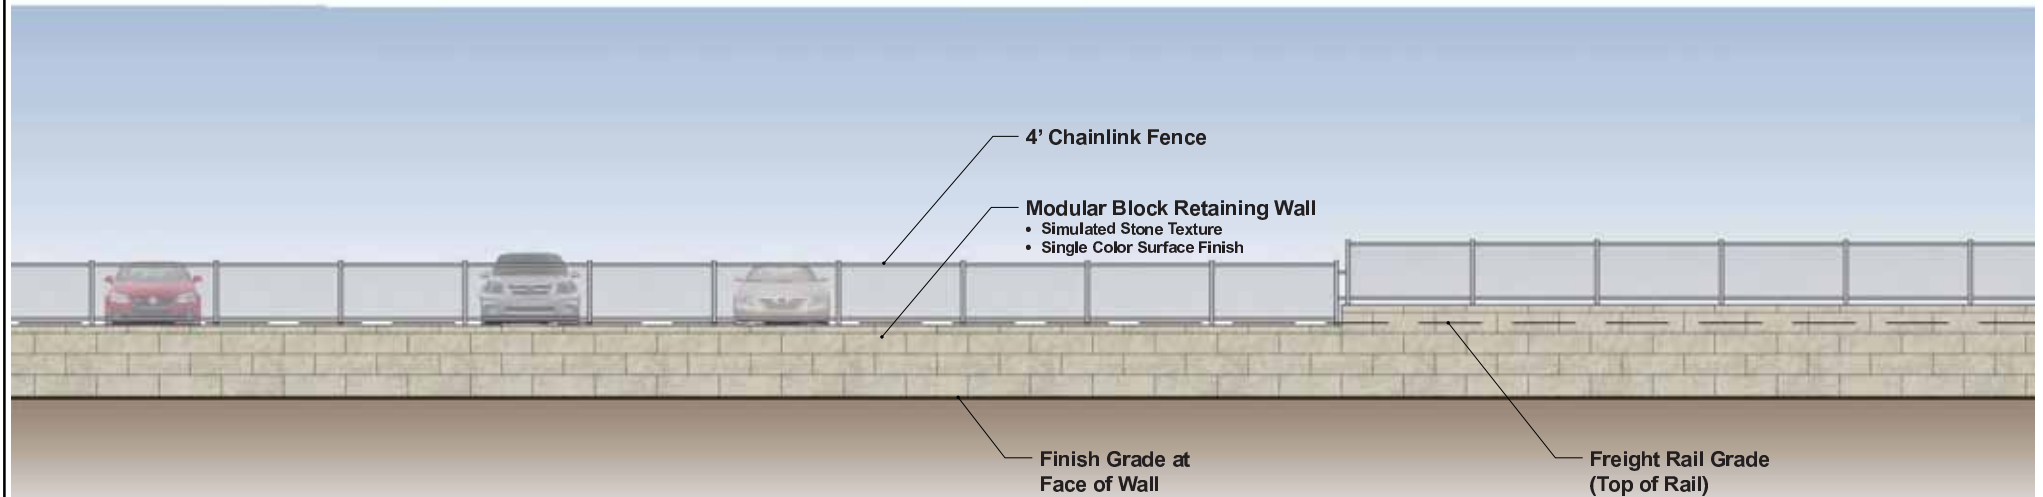 4’ Chainlink Fence
Modular Block Retaining Wall
• Simulated Stone Texture
• Single Color Surface Finish
Finish Grade at
Face of Wall
Freight Rail Grade
(Top of Rail)